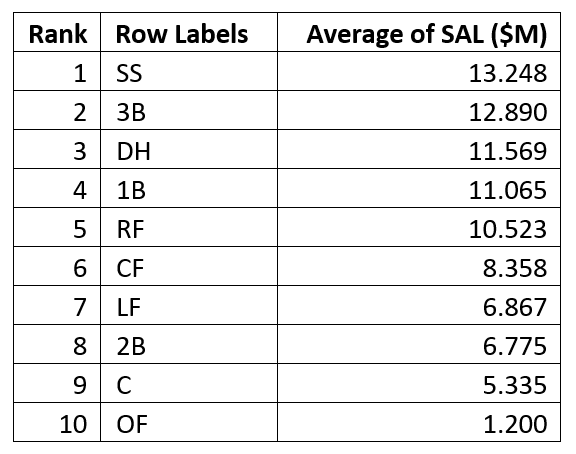 Rank Row Labels Average of SAL ($M)
1 SS 13.248
2 3B 12.890
3 DH 11.569
4 1B 11.065
5 RF 10.523
6 CF 8.358
7 LF 6.867
8 2B 6.775
9 C 5.335
10 OF 1.200